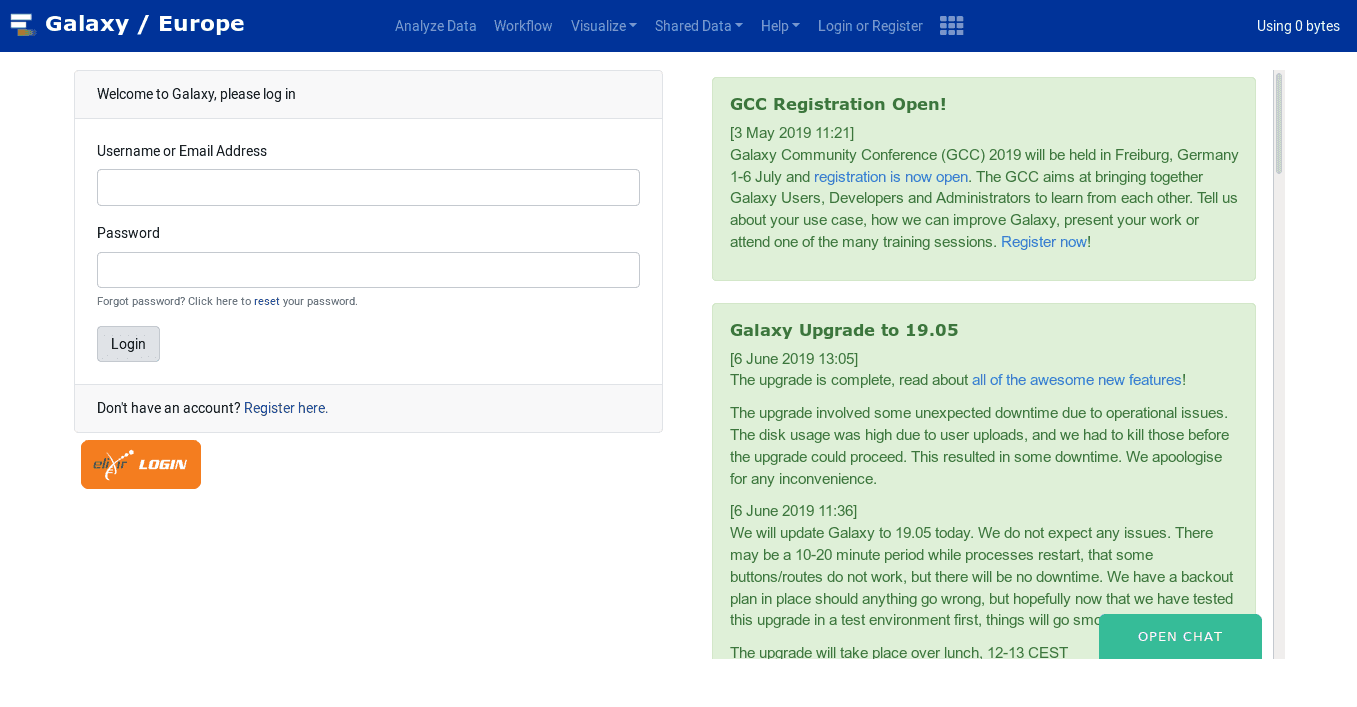 Galaxy / Europe
Analyze Data Workflow Visualize Shared Data Help Login or Register
Using 0 bytes
Welcome to Galaxy, please log in
Username or Email Address
Password
Forgot password? Click here to reset your password.
Login
Don't have an account? Register here.
elixir LOGIN
GCC Registration Open!
[3 May 2019 11:21]
Galaxy Community Conference (GCC) 2019 will be held in Freiburg, Germany
1-6 July and registration is now open. The GCC aims at bringing together
Galaxy Users, Developers and Administrators to learn from each other. Tell us
about your use case, how we can improve Galaxy, present your work or
attend one of the many training sessions. Register now!
Galaxy Upgrade to 19.05
[6 June 2019 13:05]
The upgrade is complete, read about all of the awesome new features!
The upgrade involved some unexpected downtime due to operational issues.
The disk usage was high due to user uploads, and we had to kill those before
the upgrade could proceed. This resulted in some downtime. We apoologise
for any inconvenience.
[6 June 2019 11:36]
We will update Galaxy to 19.05 today. We do not expect any issues. There
may be a 10-20 minute period while processes restart, that some
buttons/routes do not work, but there will be no downtime. We have a backout
plan in place should anything go wrong, but hopefully now that we have tested
this upgrade in a test environment first, things will go
The upgrade will take place over lunch, 12-13 CEST
OPEN CHAT